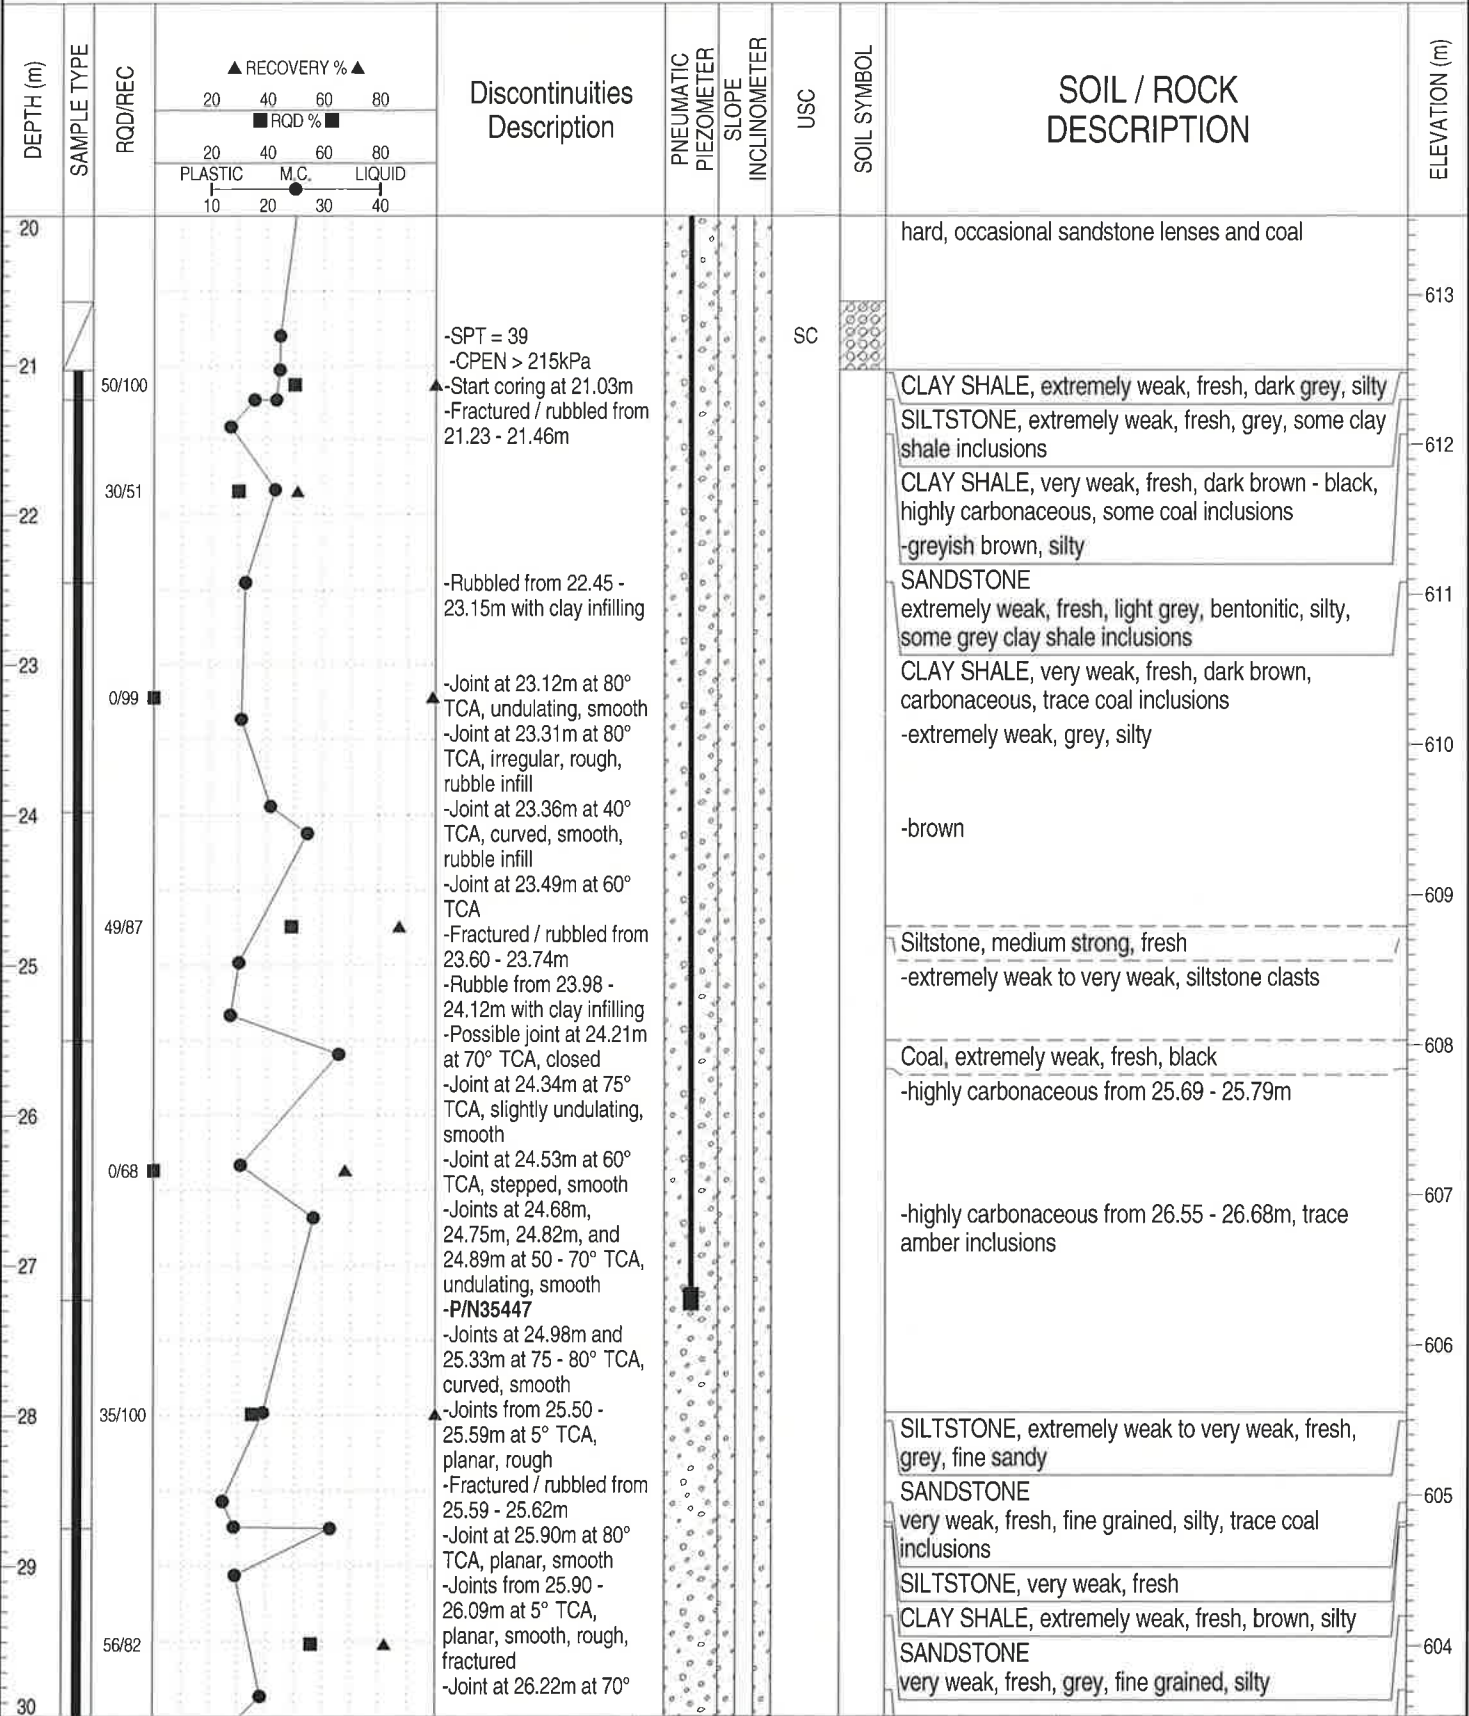 DEPTH (m)
SAMPLE TYPE
RQD/REC
▲ RECOVERY % ▲
20 40 60 80
■ RQD % ■
20 40 60 80
PLASTIC M.C. LIQUID
10 20 30 40
Discontinuities
Description
PNEUMATIC
PIEZOMETER
SLOPE
INCLINOMETER
USC
SOIL SYMBOL
SOIL / ROCK
DESCRIPTION
ELEVATION (m)
20
21
22
23
24
25
26
27
28
29
30
50/100
30/51
0/99
49/87
0/68
35/100
56/82
-SPT = 39
-CPEN > 215kPa
-Start coring at 21.03m
-Fractured / rubbled from
21.23 - 21.46m
-Rubbled from 22.45 -
23.15m with clay infilling
-Joint at 23.12m at 80°
TCA, undulating, smooth
-Joint at 23.31m at 80°
TCA, irregular, rough,
rubble infill
-Joint at 23.36m at 40°
TCA, curved, smooth,
rubble infill
-Joint at 23.49m at 60°
TCA
-Fractured / rubbled from
23.60 - 23.74m
-Rubble from 23.98 -
24.12m with clay infilling
-Possible joint at 24.21m
at 70° TCA, closed
-Joint at 24.34m at 75°
TCA, slightly undulating,
smooth
-Joint at 24.53m at 60°
TCA, stepped, smooth
-Joints at 24.68m,
24.75m, 24.82m, and
24.89m at 50 - 70° TCA,
undulating, smooth
-P/N35447
-Joints at 24.98m and
25.33m at 75 - 80° TCA,
curved, smooth
-Joints from 25.50 -
25.59m at 5° TCA,
planar, rough
-Fractured / rubbled from
25.59 - 25.62m
-Joint at 25.90m at 80°
TCA, planar, smooth
-Joints from 25.90 -
26.09m at 5° TCA,
planar, smooth, rough,
fractured
-Joint at 26.22m at 70°
SC
hard, occasional sandstone lenses and coal
CLAY SHALE, extremely weak, fresh, dark grey, silty
SILTSTONE, extremely weak, fresh, grey, some clay
shale inclusions
CLAY SHALE, very weak, fresh, dark brown - black,
highly carbonaceous, some coal inclusions
-greyish brown, silty
SANDSTONE
extremely weak, fresh, light grey, bentonitic, silty,
some grey clay shale inclusions
CLAY SHALE, very weak, fresh, dark brown,
carbonaceous, trace coal inclusions
-extremely weak, grey, silty
-brown
Siltstone, medium strong, fresh
-extremely weak to very weak, siltstone clasts
Coal, extremely weak, fresh, black
-highly carbonaceous from 25.69 - 25.79m
-highly carbonaceous from 26.55 - 26.68m, trace
amber inclusions
SILTSTONE, extremely weak to very weak, fresh,
grey, fine sandy
SANDSTONE
very weak, fresh, fine grained, silty, trace coal
inclusions
SILTSTONE, very weak, fresh
CLAY SHALE, extremely weak, fresh, brown, silty
SANDSTONE
very weak, fresh, grey, fine grained, silty
613
612
611
610
609
608
607
606
605
604